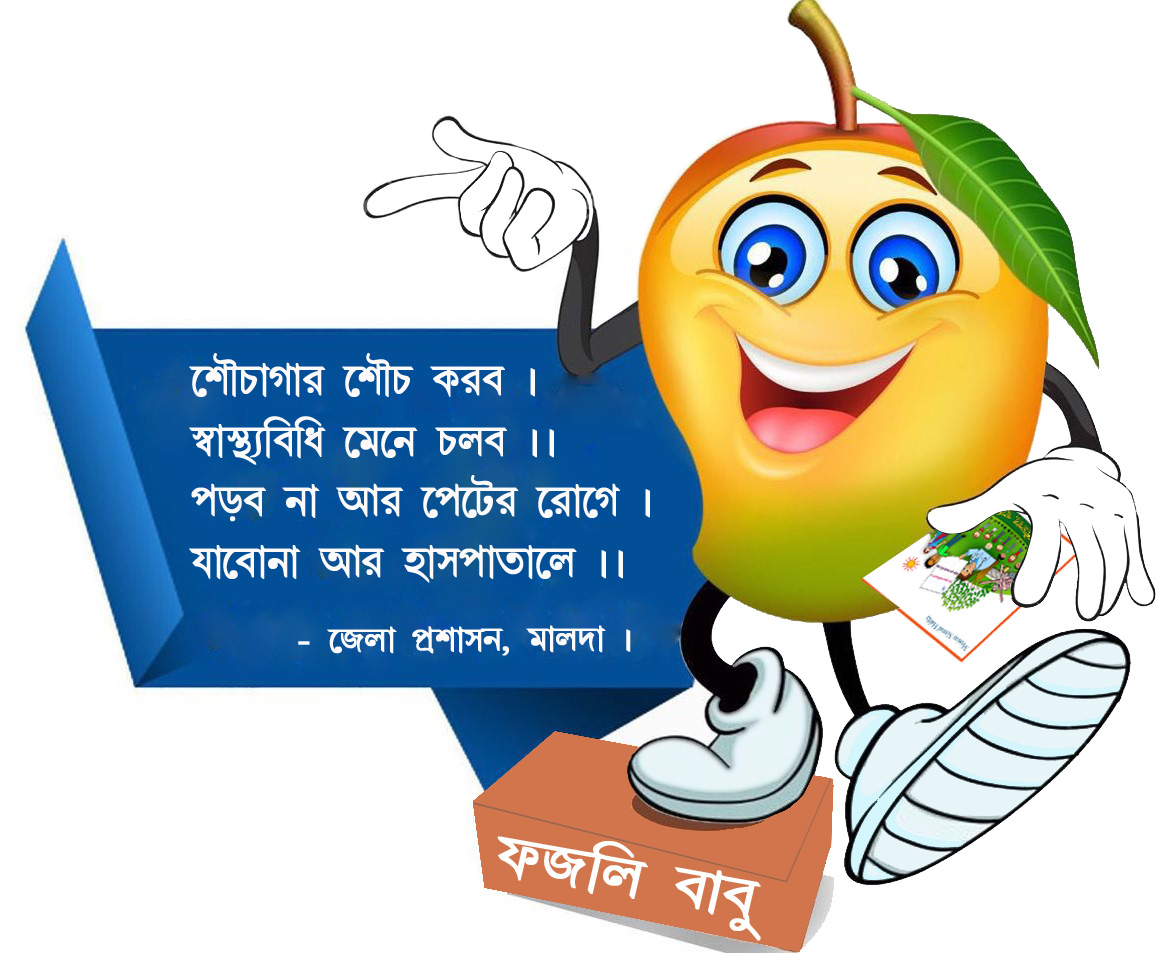 শৌচাগার শৌচ করব ।
স্বাস্থ্যবিধি মেনে চলব ।।
পড়ব না আর পেটের রোগে ।
যাবোনা আর হাসপাতালে ।।
- জেলা প্রশাসন, মালদা ।
ফজলি বাবু